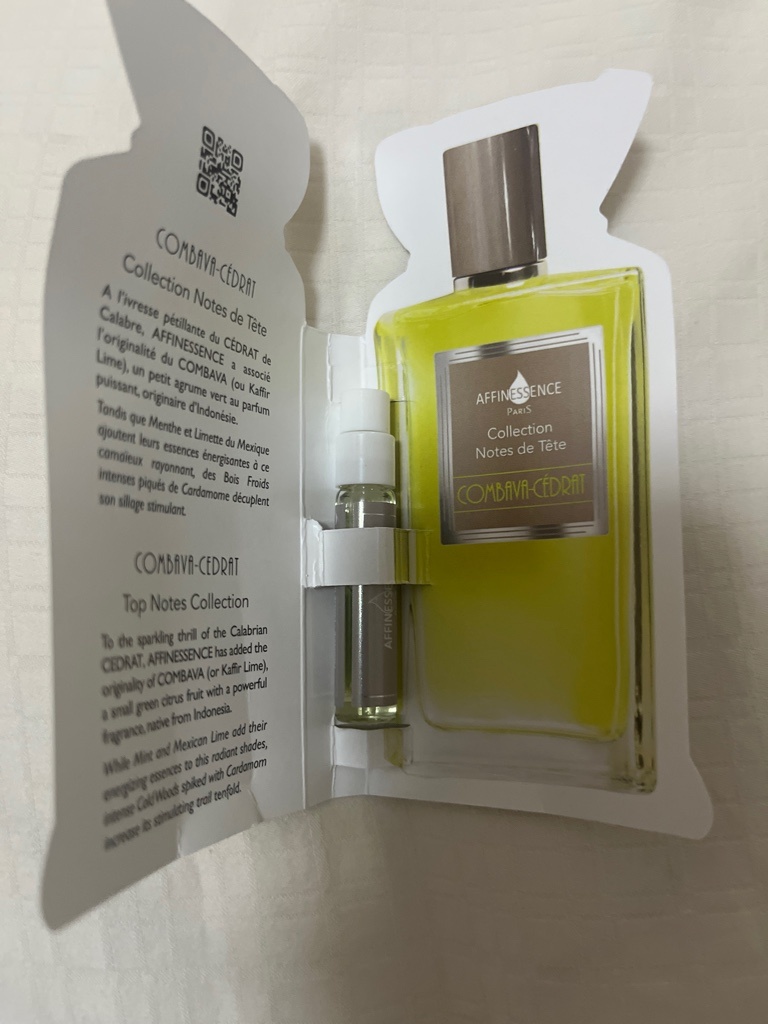 COMBAVA-CÉDRAT
Collection Notes de Tête
A l'ivresse pétillante du CÉDRAT de
Calabre, AFFINESSENCE a associé
l'originalité du COMBAVA (ou Kaffir
Lime), un petit agrume vert au parfum
puissant, originaire d'Indonésie.
Tandis que Menthe et Limette du Mexique
ajoutent leurs essences énergisantes à ce
camaïeux rayonnant, des Bois Froids
intenses piqués de Cardamome décuplent
son sillage stimulant.
COMBAVA-CEDRAT
Top Notes Collection
To the sparkling thrill of the Calabrian
CEDRAT, AFFINESSENCE has added the
originality of COMBAVA (or Kaffir Lime),
a small green citrus fruit with a powerful
fragrance, native from Indonesia.
While Mint and Mexican Lime add their
energizing essences to this radiant shades,
intense Cold Woods spiked with Cardamom
increase its stimulating trail tenfold.
AFFINESS
AFFINESSENCE
PARIS
Collection
Notes de Tête
COMBAVA-CÉDRAT